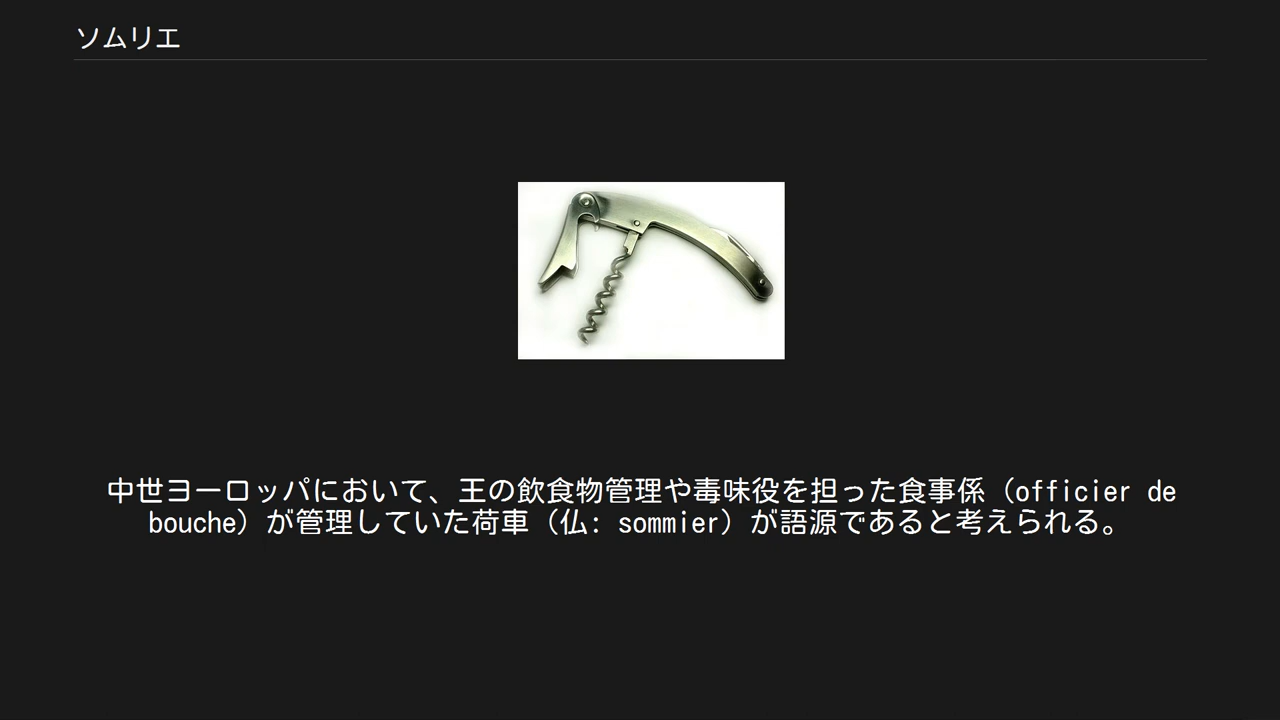 ソムリエ
中世ヨーロッパにおいて、王の飲食物管理や毒味役を担った食事係（officier de
bouche）が管理していた荷車（仏: sommier）が語源であると考えられる。